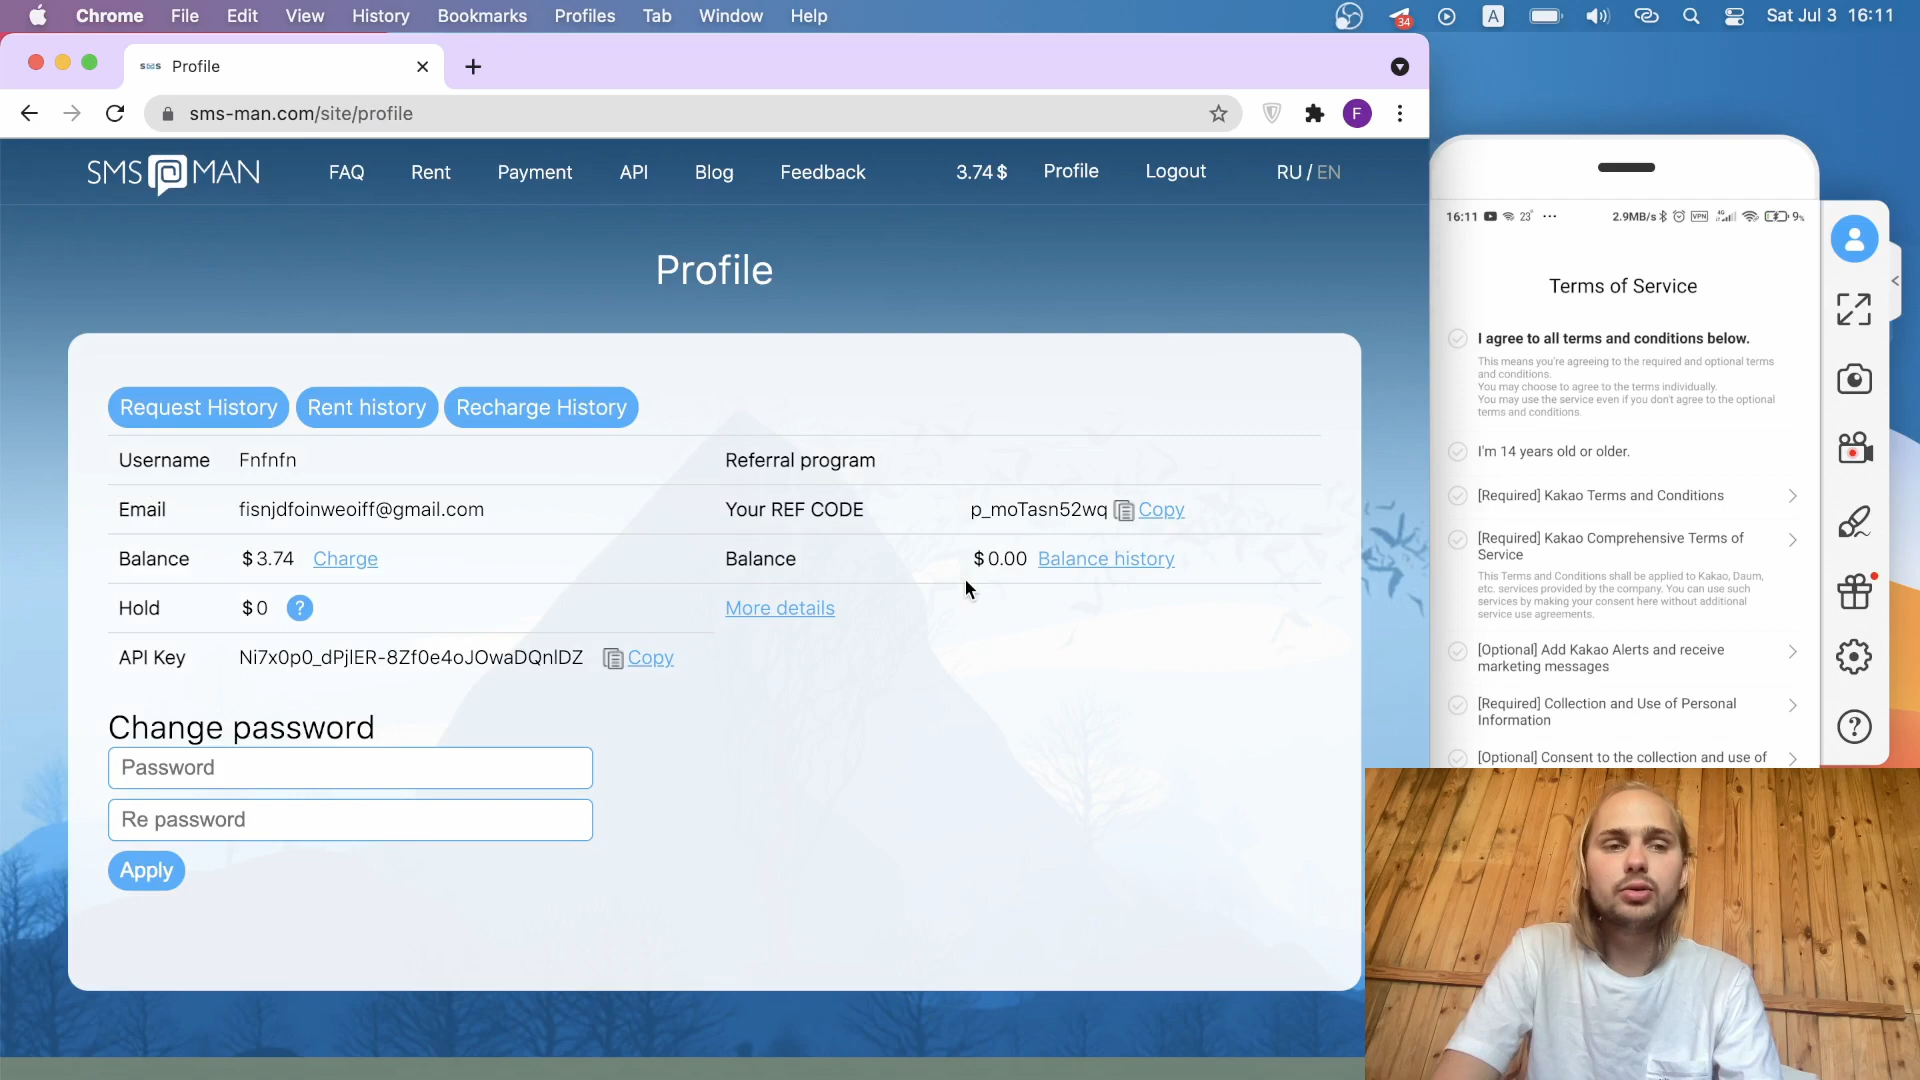 Chrome File Edit View History Bookmarks Profiles Tab Window Help
34 A Sat Jul 3 16:11
SMS Profile
sms-man.com/site/profile
F
SMS MAN FAQ Rent Payment API Blog Feedback 3.74 $ Profile Logout RU / EN
Profile
Request History Rent history Recharge History
Username Fnfnfn
Referral program
Email fisnjdfoinweoiff@gmail.com
Your REF CODE p_moTasn52wq Copy
Balance $ 3.74 Charge
Balance $ 0.00 Balance history
Hold $ 0 ?
More details
API Key Ni7x0p0_dPjlER-8Zf0e4oJOwaDQnlDZ Copy
Change password
Password
Re password
Apply
16:11 23° ... 2.9MB/s VPN 4G 9%
Terms of Service
I agree to all terms and conditions below.
This means you're agreeing to the required and optional terms
and conditions.
You may choose to agree to the terms individually.
You may use the service even if you don't agree to the optional
terms and conditions.
I'm 14 years old or older.
[Required] Kakao Terms and Conditions
[Required] Kakao Comprehensive Terms of
Service
This Terms and Conditions shall be applied to Kakao, Daum,
etc. services provided by the company. You can use such
services by making your consent here without additional
service use agreements.
[Optional] Add Kakao Alerts and receive
marketing messages
[Required] Collection and Use of Personal
Information
[Optional] Consent to the collection and use of
?